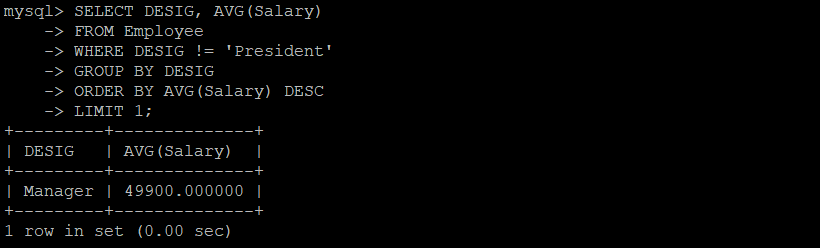 mysql> SELECT DESIG, AVG(Salary)
    -> FROM Employee
    -> WHERE DESIG != 'President'
    -> GROUP BY DESIG
    -> ORDER BY AVG(Salary) DESC
    -> LIMIT 1;
+---------+--------------+
| DESIG   | AVG(Salary)  |
+---------+--------------+
| Manager | 49900.000000 |
+---------+--------------+
1 row in set (0.00 sec)